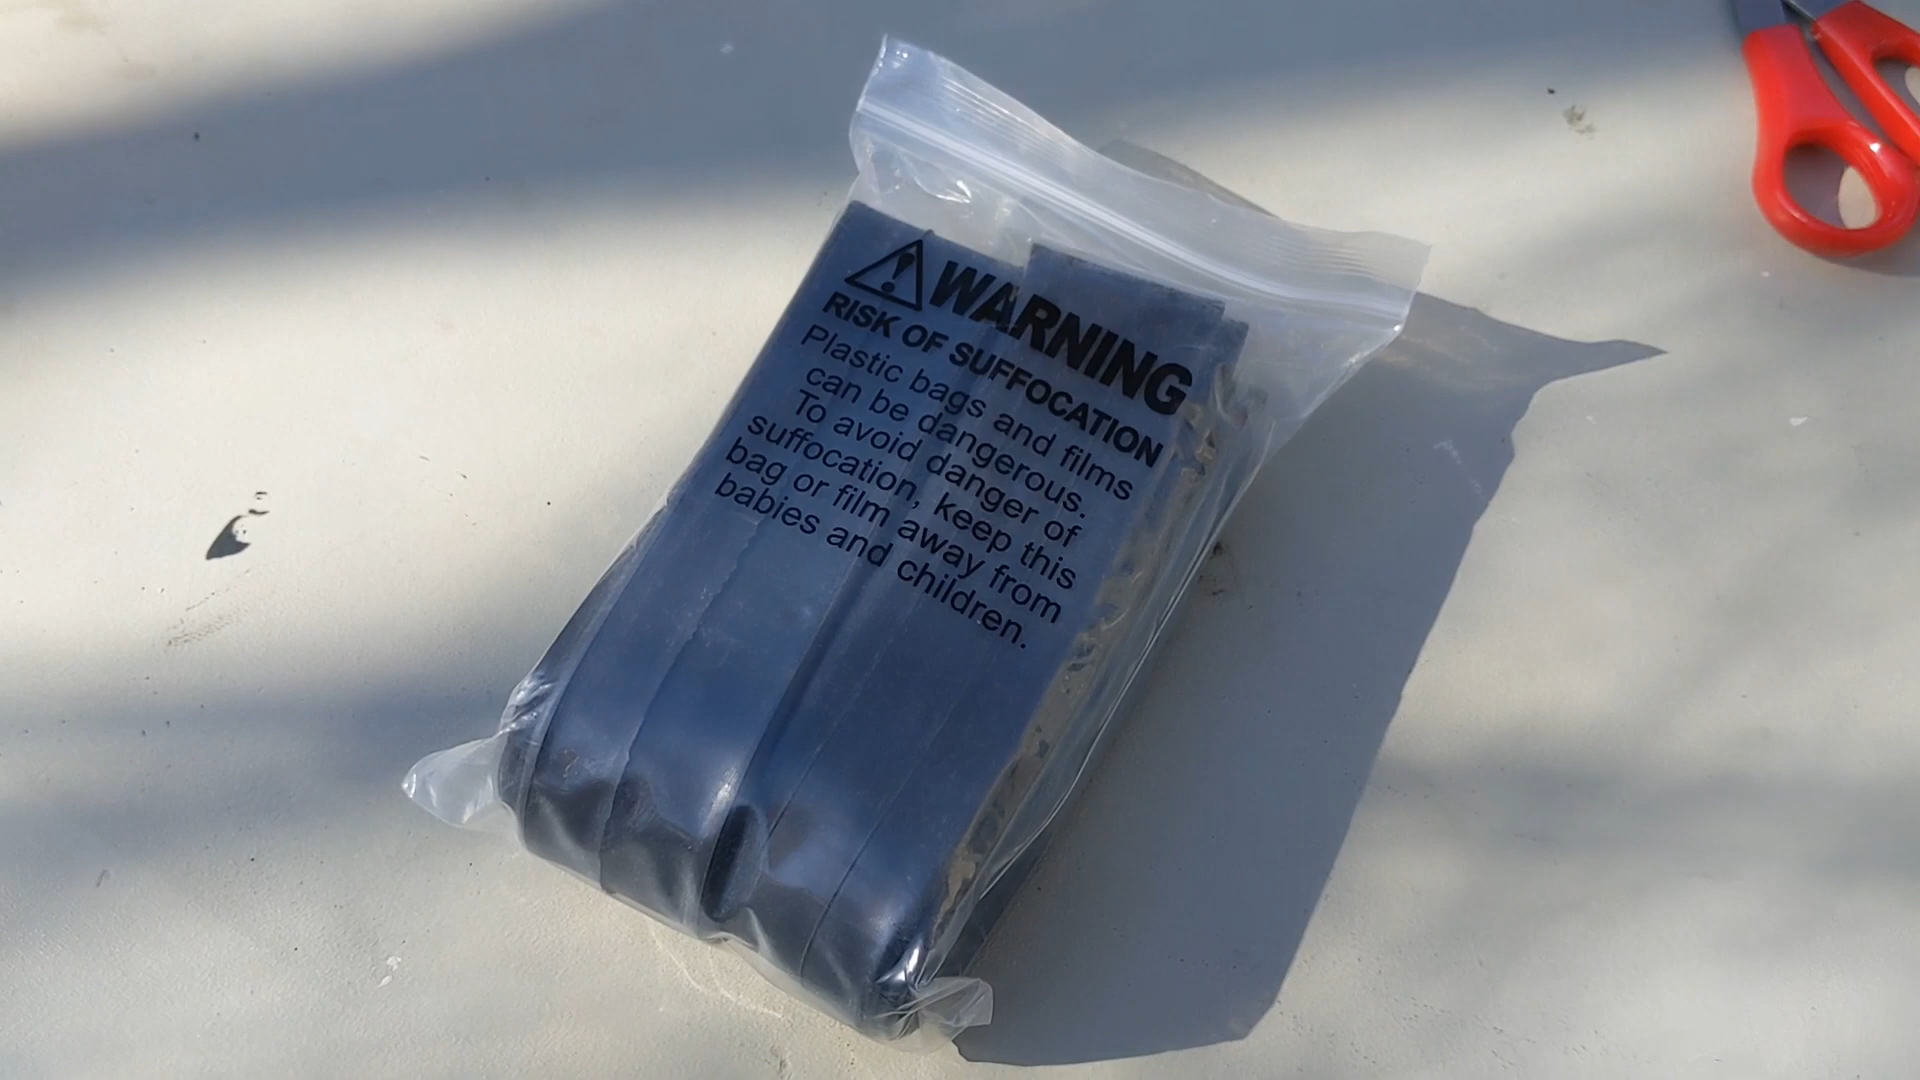 WARNING
RISK OF SUFFOCATION
Plastic bags and films
can be dangerous.
To avoid danger of
suffocation, keep this
bag or film away from
babies and children.